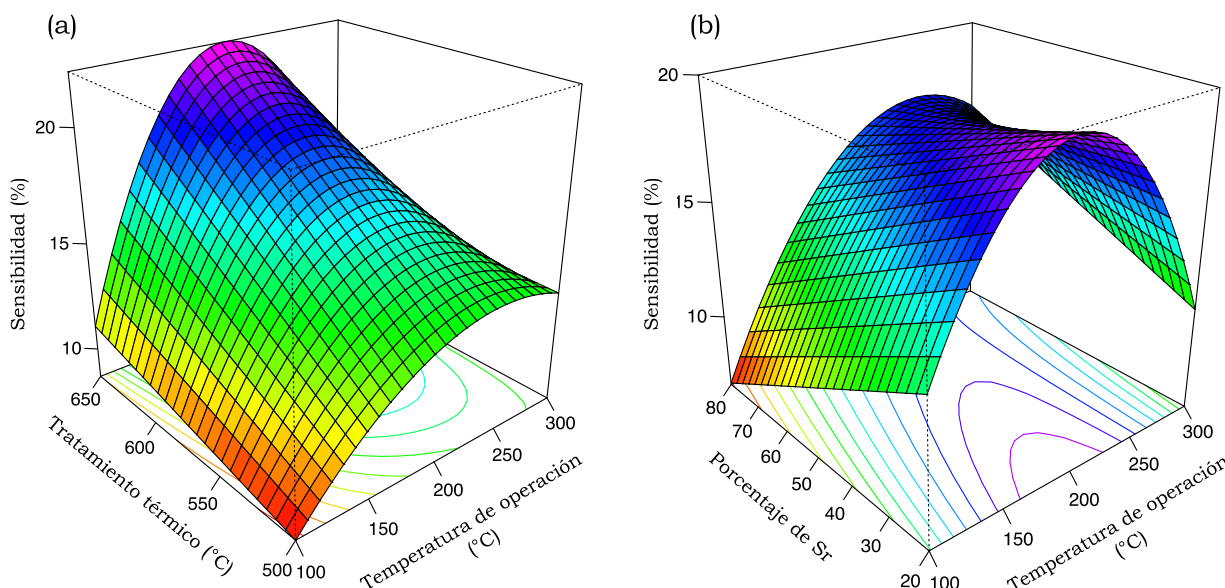 (a)
20
15
10
Sensibilidad (%)
650
600
550
500
Tratamiento térmico (°C)
100
150
200
250
300
Temperatura de operación
(°C)
(b)
20
15
10
Sensibilidad (%)
80
70
60
50
40
30
20
Porcentaje de Sr
100
150
200
250
300
Temperatura de operación
(°C)